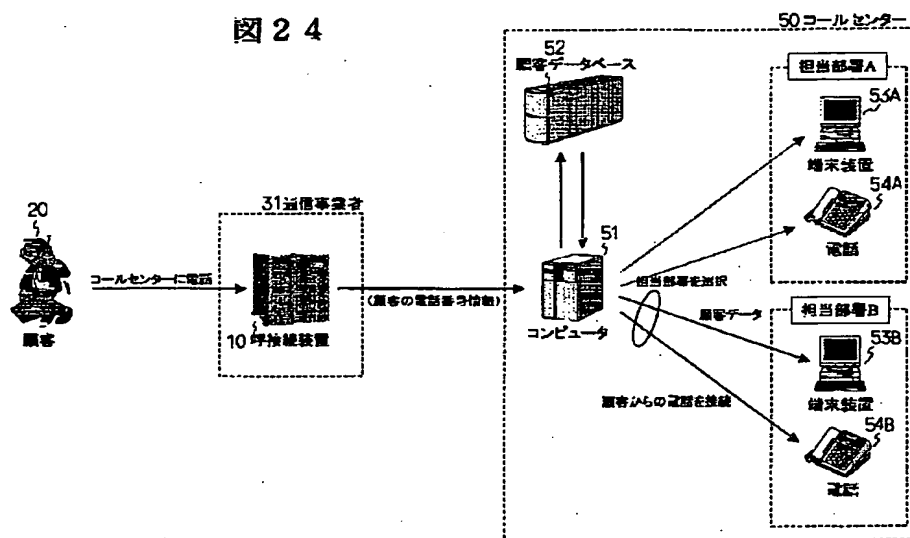 図24
50 コールセンター
52
顧客データベース
担当部署A
53A
端末装置
54A
電話
20
31通信事業者
51
コールセンターに電話
(顧客の電話番号情報)
担当部署を選択
顧客
10 呼接続装置
コンピュータ
顧客データ
担当部署B
53B
端末装置
顧客からの電話を接続
54B
電話